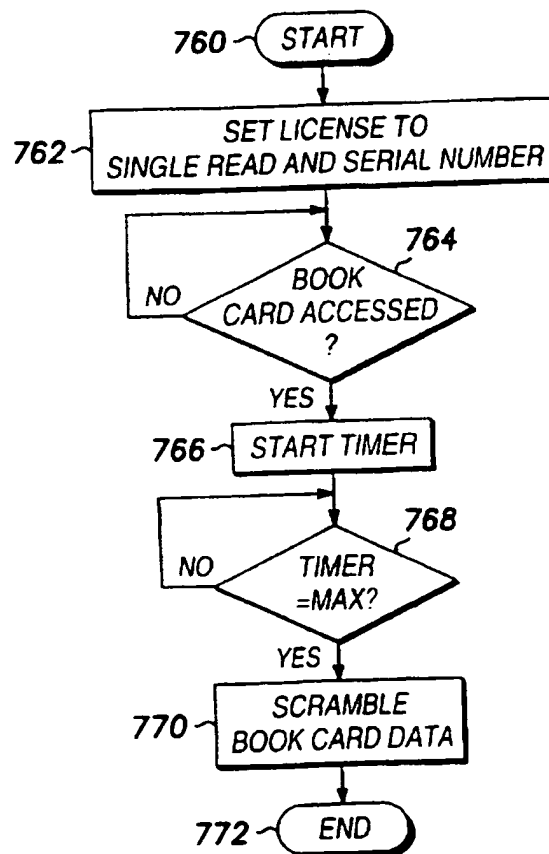 760
START
762
SET LICENSE TO
SINGLE READ AND SERIAL NUMBER
764
BOOK
CARD ACCESSED
?
NO
YES
766
START TIMER
768
TIMER
=MAX?
NO
YES
770
SCRAMBLE
BOOK CARD DATA
772
END